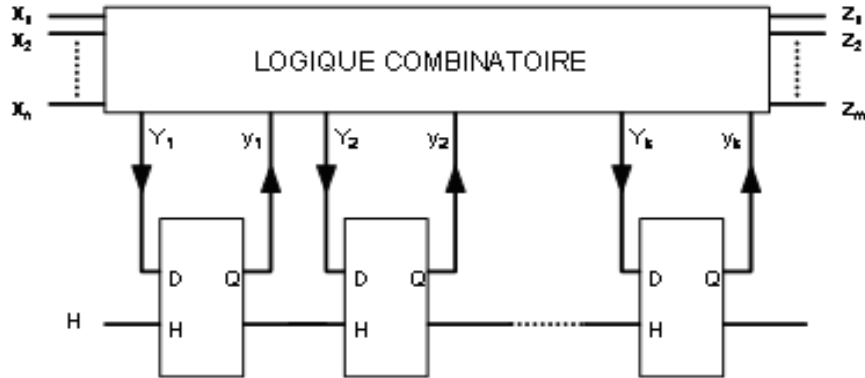 X₁ Z₁
X₂ Z₂
LOGIQUE COMBINATOIRE
Xₙ Zₘ
Y₁ y₁ Y₂ y₂ Yₖ yₖ
D Q D Q D Q
H H H H